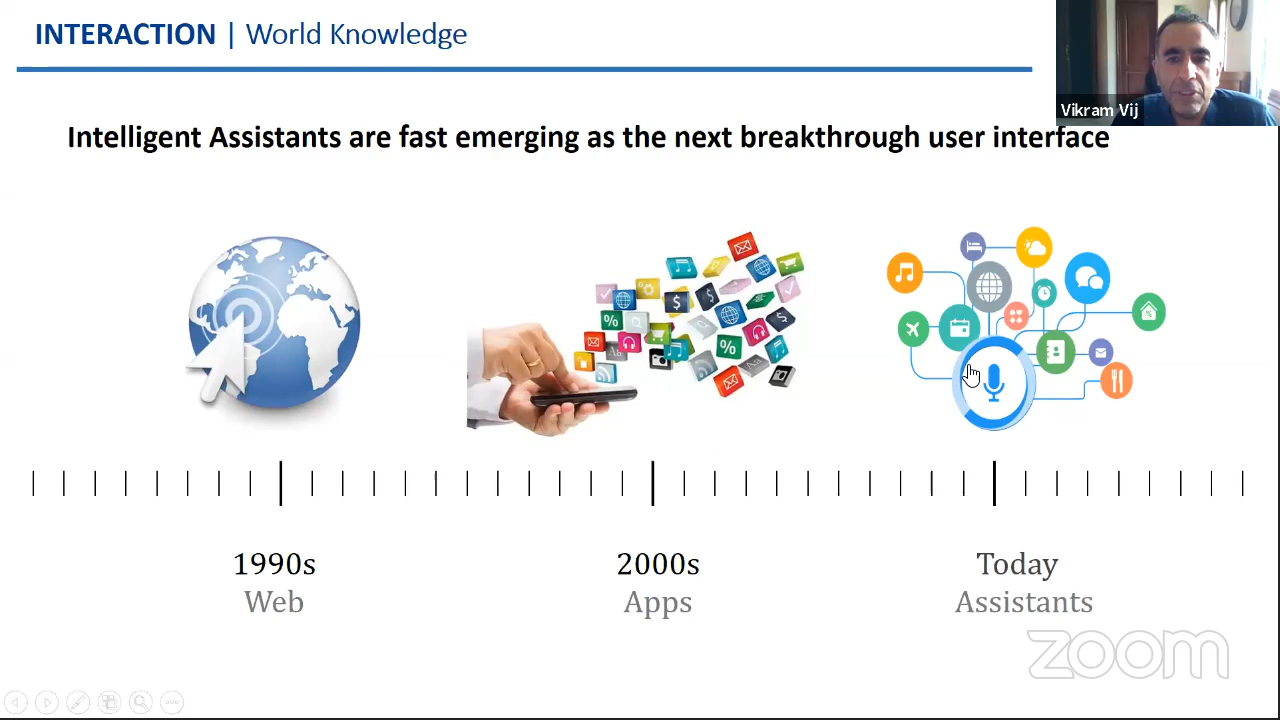 INTERACTION | World Knowledge
Vikram Vij
Intelligent Assistants are fast emerging as the next breakthrough user interface
1990s
Web
2000s
Apps
Today
Assistants
zoom